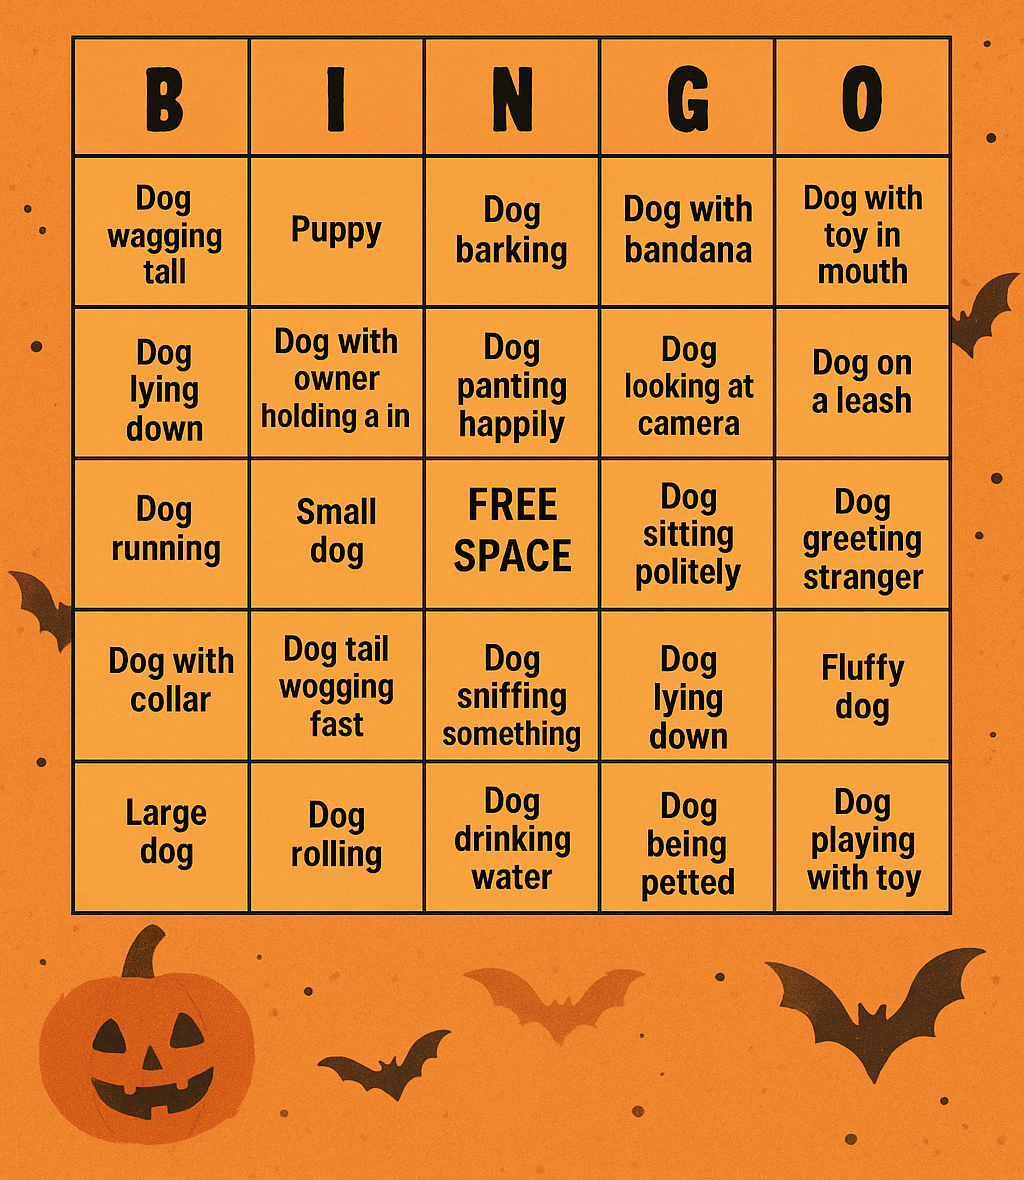 B I N G O
Dog
wagging
tall
Puppy
Dog
barking
Dog with
bandana
Dog with
toy in
mouth
Dog
lying
down
Dog with
owner
holding a in
Dog
panting
happily
Dog
looking at
camera
Dog on
a leash
Dog
running
Small
dog
FREE
SPACE
Dog
sitting
politely
Dog
greeting
stranger
Dog with
collar
Dog tail
wogging
fast
Dog
sniffing
something
Dog
lying
down
Fluffy
dog
Large
dog
Dog
rolling
Dog
drinking
water
Dog
being
petted
Dog
playing
with toy